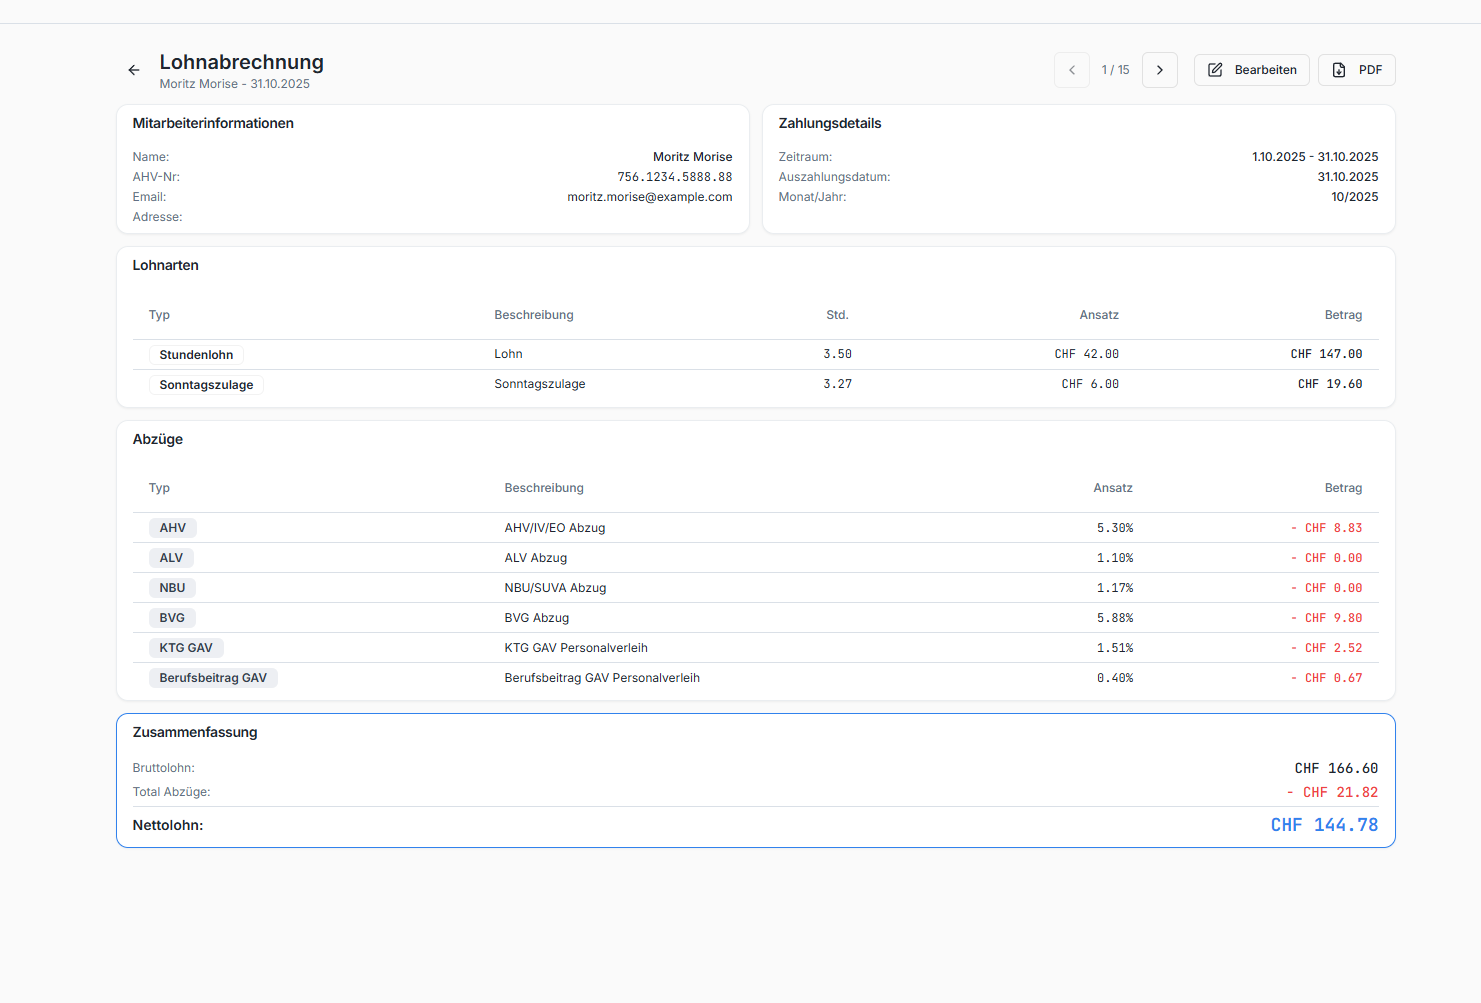 Lohnabrechnung
Moritz Morise - 31.10.2025
1 / 15
Bearbeiten
PDF
Mitarbeiterinformationen
Name: Moritz Morise
AHV-Nr: 756.1234.5888.88
Email: moritz.morise@example.com
Adresse:
Zahlungsdetails
Zeitraum: 1.10.2025 - 31.10.2025
Auszahlungsdatum: 31.10.2025
Monat/Jahr: 10/2025
Lohnarten
Typ Beschreibung Std. Ansatz Betrag
Stundenlohn Lohn 3.50 CHF 42.00 CHF 147.00
Sonntagszulage Sonntagszulage 3.27 CHF 6.00 CHF 19.60
Abzüge
Typ Beschreibung Ansatz Betrag
AHV AHV/IV/EO Abzug 5.30% - CHF 8.83
ALV ALV Abzug 1.10% - CHF 0.00
NBU NBU/SUVA Abzug 1.17% - CHF 0.00
BVG BVG Abzug 5.88% - CHF 9.80
KTG GAV KTG GAV Personalverleih 1.51% - CHF 2.52
Berufsbeitrag GAV Berufsbeitrag GAV Personalverleih 0.40% - CHF 0.67
Zusammenfassung
Bruttolohn: CHF 166.60
Total Abzüge: - CHF 21.82
Nettolohn: CHF 144.78